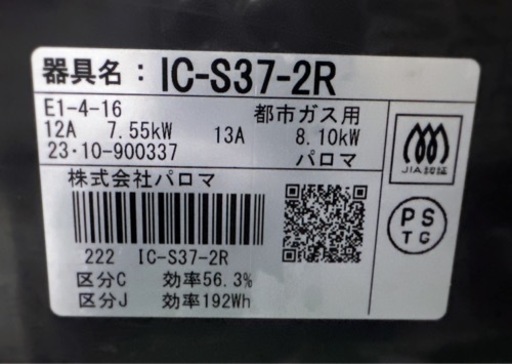 器具名： IC-S37-2R
E1-4-16 都市ガス用
12A 7.55kW 13A 8.10kW
23･10-900337 パロマ
JIA認証
株式会社パロマ
PS
TG
222 IC-S37-2R
区分C 効率56.3%
区分J 効率192Wh